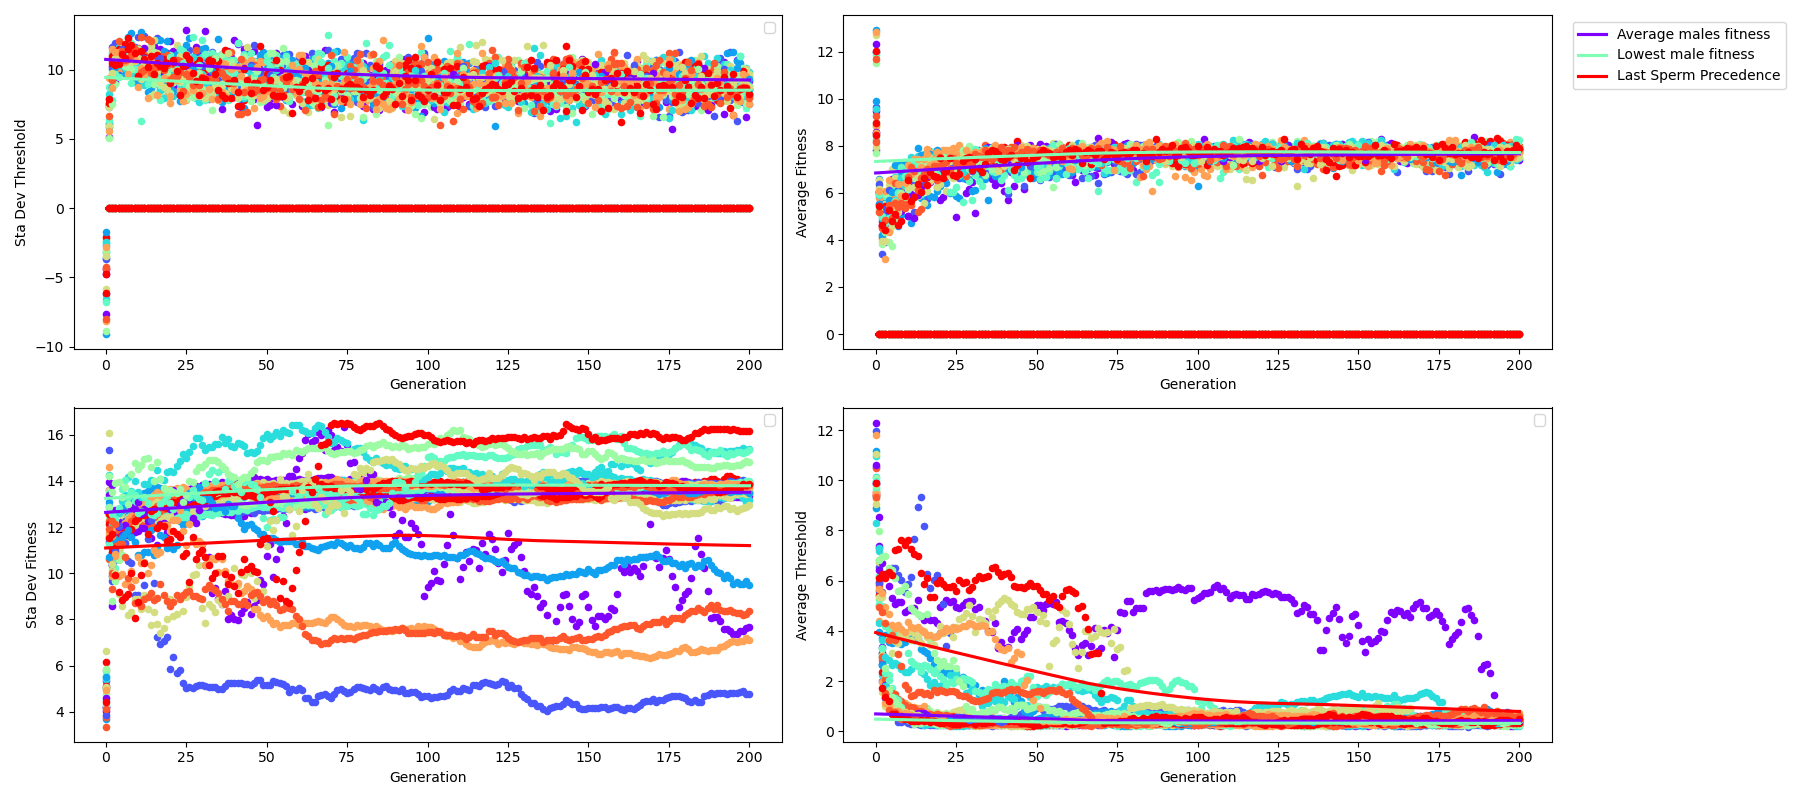 10
5
0
−5
−10
Sta Dev Threshold
0 25 50 75 100 125 150 175 200
Generation
12
10
8
6
4
2
0
Average Fitness
0 25 50 75 100 125 150 175 200
Generation
Average males fitness
Lowest male fitness
Last Sperm Precedence
16
14
12
10
8
6
4
Sta Dev Fitness
0 25 50 75 100 125 150 175 200
Generation
12
10
8
6
4
2
0
Average Threshold
0 25 50 75 100 125 150 175 200
Generation